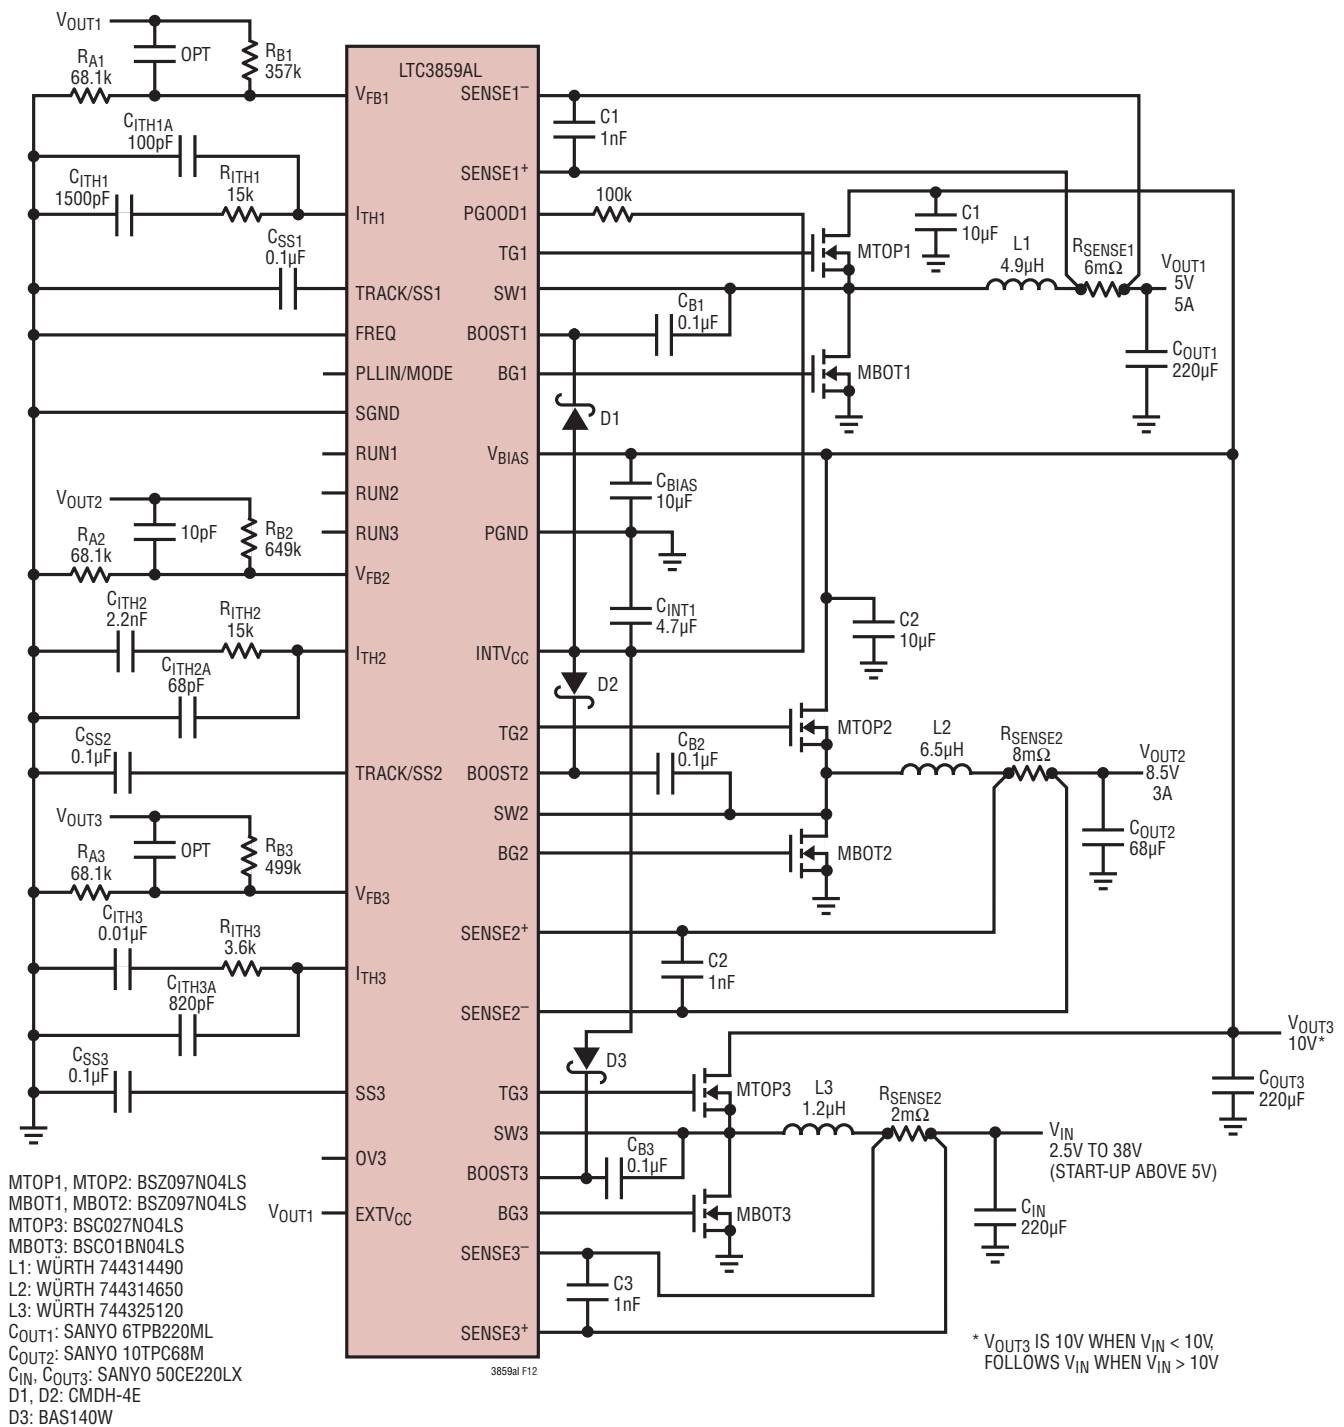 VOUT1
OPT
RB1
357k
RA1
68.1k
CITH1A
100pF
CITH1
1500pF
RITH1
15k
CSS1
0.1µF
VOUT2
10pF
RB2
649k
RA2
68.1k
CITH2
2.2nF
RITH2
15k
CITH2A
68pF
CSS2
0.1µF
VOUT3
OPT
RB3
499k
RA3
68.1k
CITH3
0.01µF
RITH3
3.6k
CITH3A
820pF
CSS3
0.1µF
VOUT1
LTC3859AL
VFB1
ITH1
TRACK/SS1
FREQ
PLLIN/MODE
SGND
RUN1
RUN2
RUN3
VFB2
ITH2
TRACK/SS2
VFB3
ITH3
SS3
OV3
EXTVCC
SENSE1–
SENSE1+
PGOOD1
TG1
SW1
BOOST1
BG1
VBIAS
PGND
INTVCC
TG2
BOOST2
SW2
BG2
SENSE2+
SENSE2–
TG3
SW3
BOOST3
BG3
SENSE3–
SENSE3+
C1
1nF
100k
MTOP1
C1
10µF
L1
4.9µH
RSENSE1
6mΩ
VOUT1
5V
5A
CB1
0.1µF
MBOT1
COUT1
220µF
D1
CBIAS
10µF
CINT1
4.7µF
C2
10µF
D2
MTOP2
L2
6.5µH
RSENSE2
8mΩ
VOUT2
8.5V
3A
CB2
0.1µF
MBOT2
COUT2
68µF
C2
1nF
VOUT3
10V*
D3
MTOP3
L3
1.2µH
RSENSE2
2mΩ
COUT3
220µF
VIN
2.5V TO 38V
(START-UP ABOVE 5V)
CB3
0.1µF
MBOT3
CIN
220µF
C3
1nF
MTOP1, MTOP2: BSZ097NO4LS
MBOT1, MBOT2: BSZ097NO4LS
MTOP3: BSC027NO4LS
MBOT3: BSCO1BN04LS
L1: WÜRTH 744314490
L2: WÜRTH 744314650
L3: WÜRTH 744325120
COUT1: SANYO 6TPB220ML
COUT2: SANYO 10TPC68M
CIN, COUT3: SANYO 50CE220LX
D1, D2: CMDH-4E
D3: BAS140W
3859al F12
* VOUT3 IS 10V WHEN VIN < 10V,
FOLLOWS VIN WHEN VIN > 10V